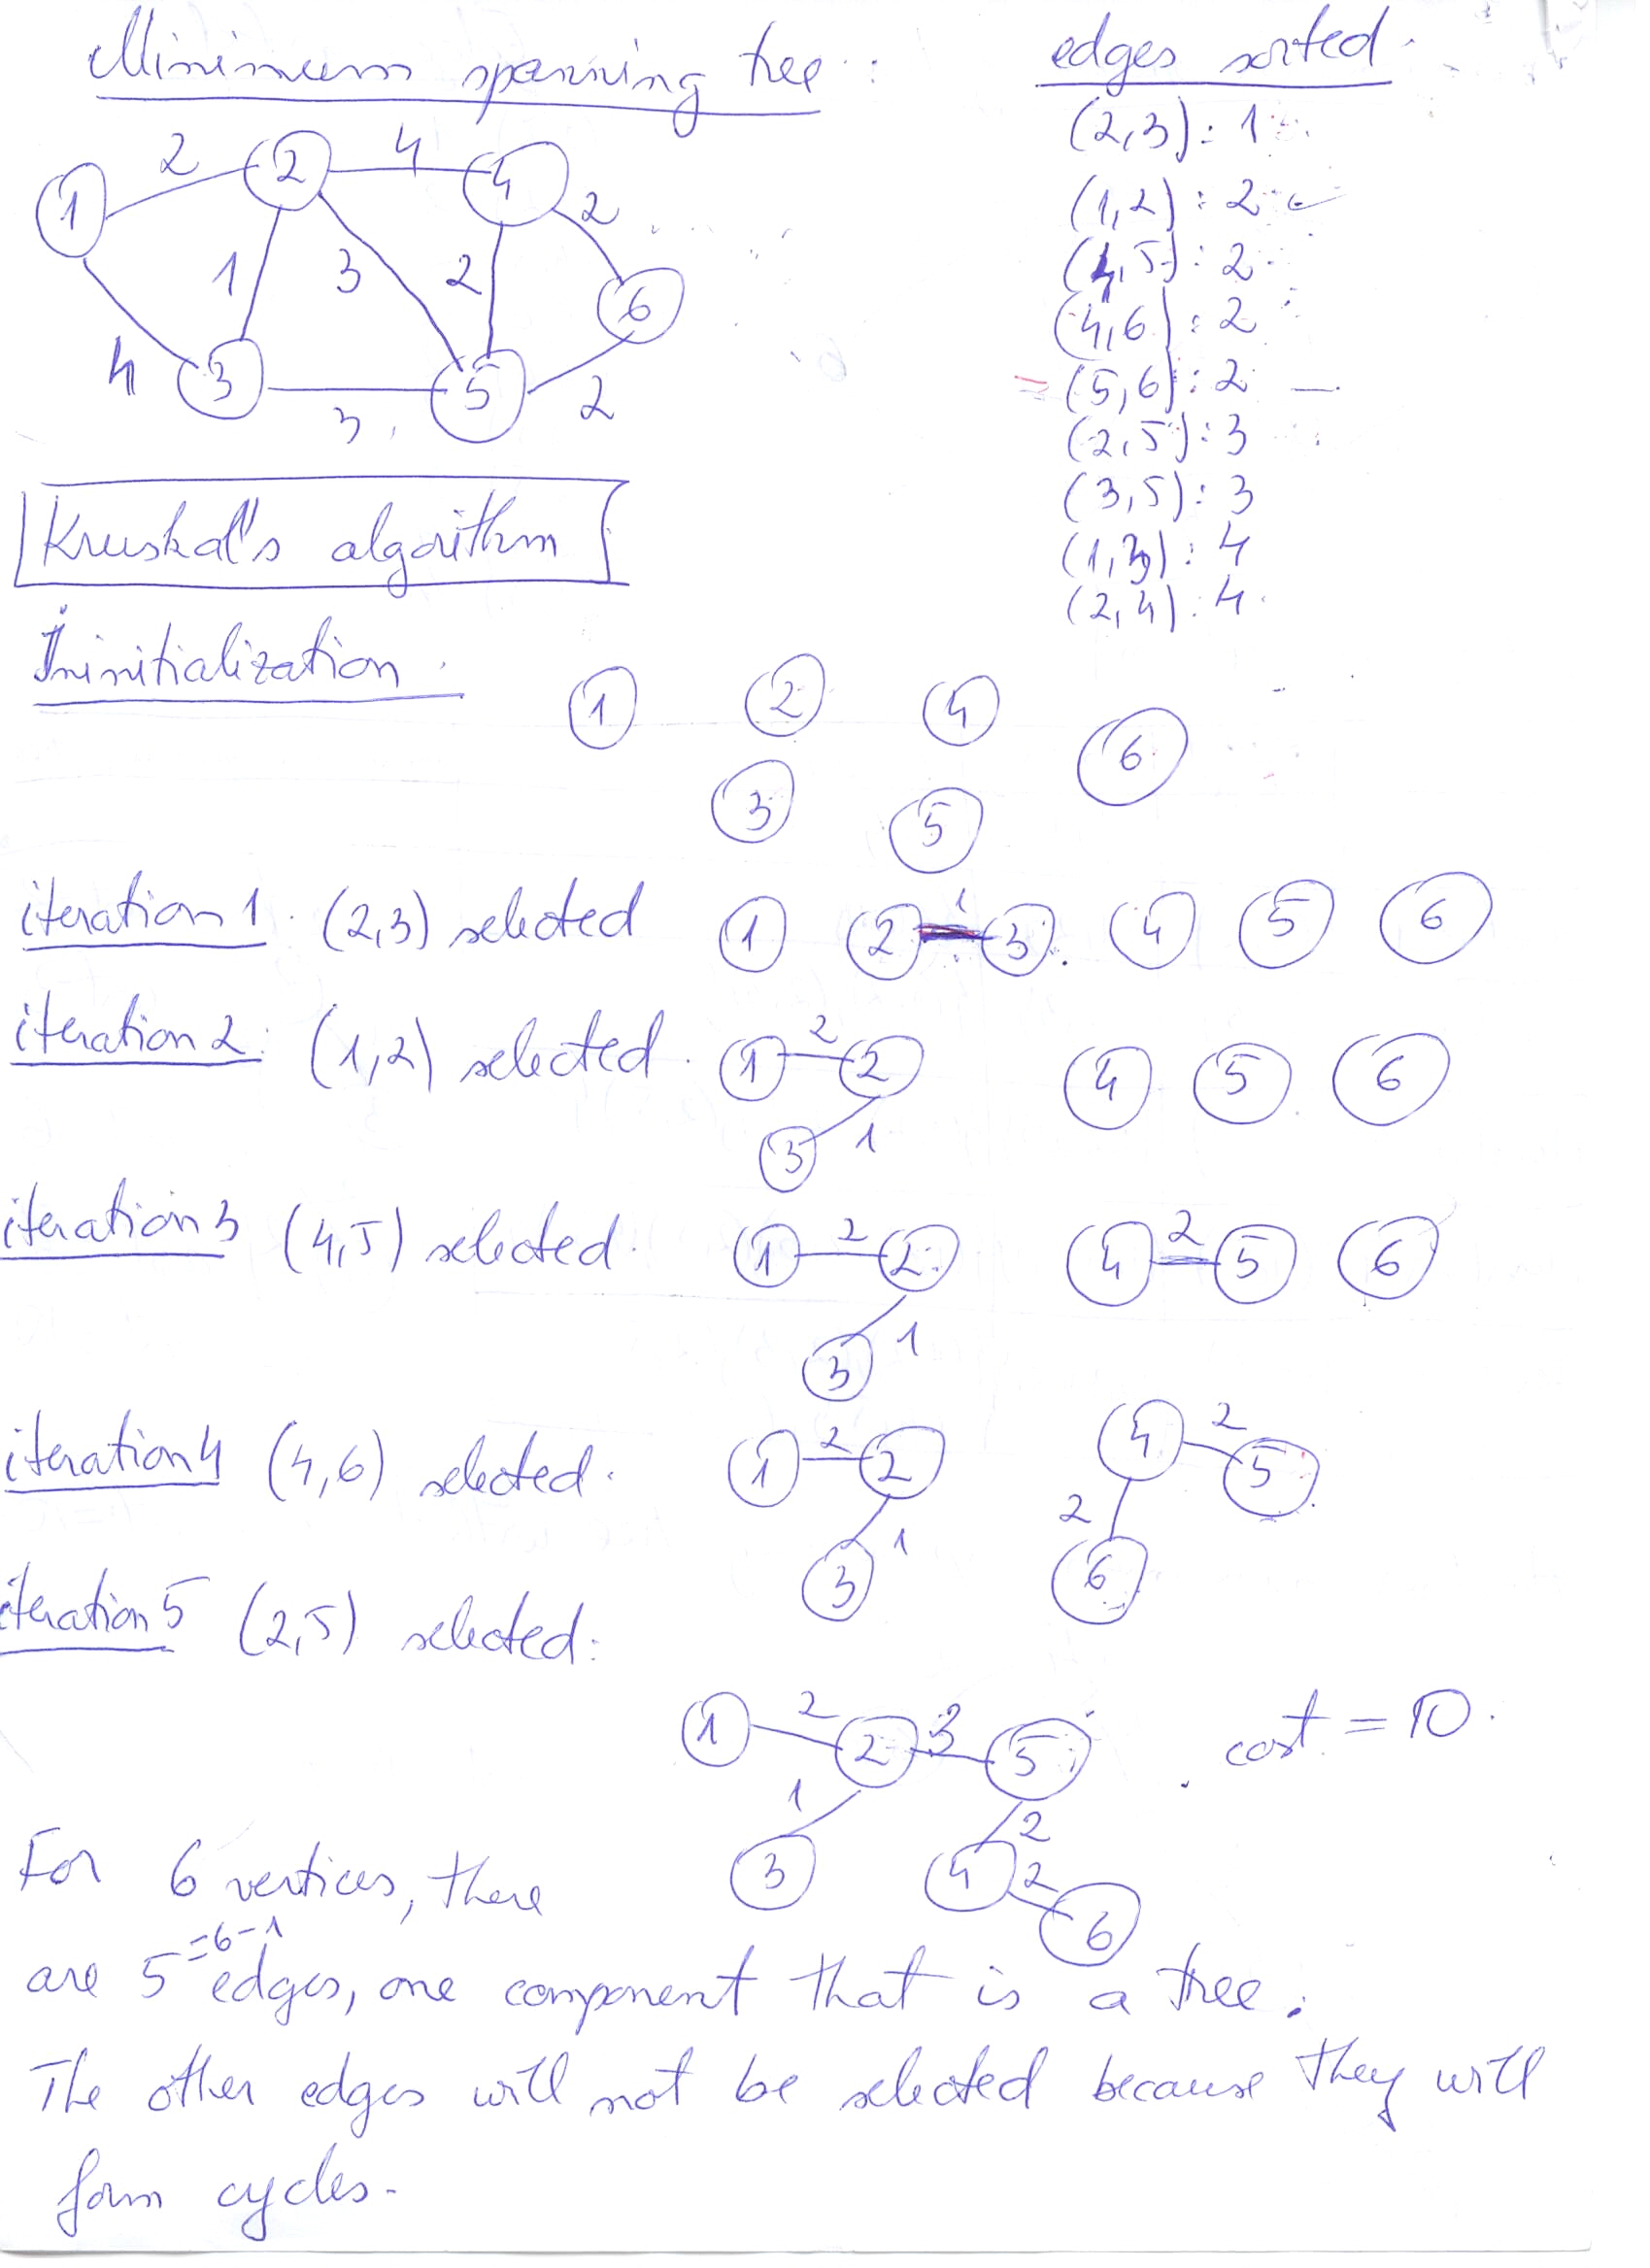 Minimum spanning tree :
2 4
1 2 4 2
1 3 2 6
4 3 5 2
3
edges sorted.
(2,3): 1
(1,2): 2
(4,5): 2
(4,6): 2
= (5,6): 2 —
(2,5): 3
(3,5): 3
(1,3): 4
(2,4): 4
Kruskal's algorithm
Ininitialization.
1 2 4 6
3 5
iteration 1. (2,3) selected 1 2 1 3. 4 5 6
iteration 2: (1,2) selected. 1 2 2 4 5 6
3 1
iteration 3 (4,5) selected. 1 2 2 4 2 5 6
3 1
iteration 4 (4,6) selected. 1 2 2 4 2 5
3 1 2 6
iteration 5 (2,5) selected:
1 2 2 3 5 cost = 10.
1 2
3 4 2 6
For 6 vertices, there
are 5 =6-1 edges, one component that is a tree.
The other edges will not be selected because they will
form cycles.